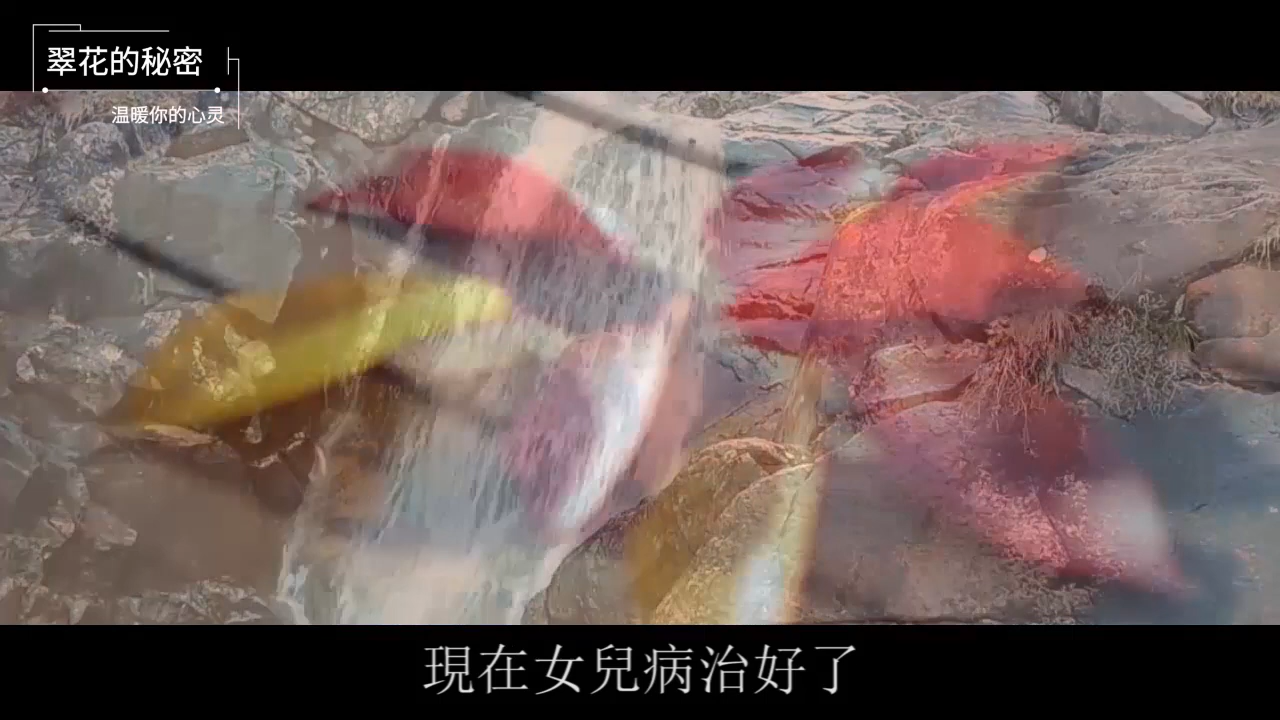 翠花的秘密
温暖你的心灵
現在女兒病治好了